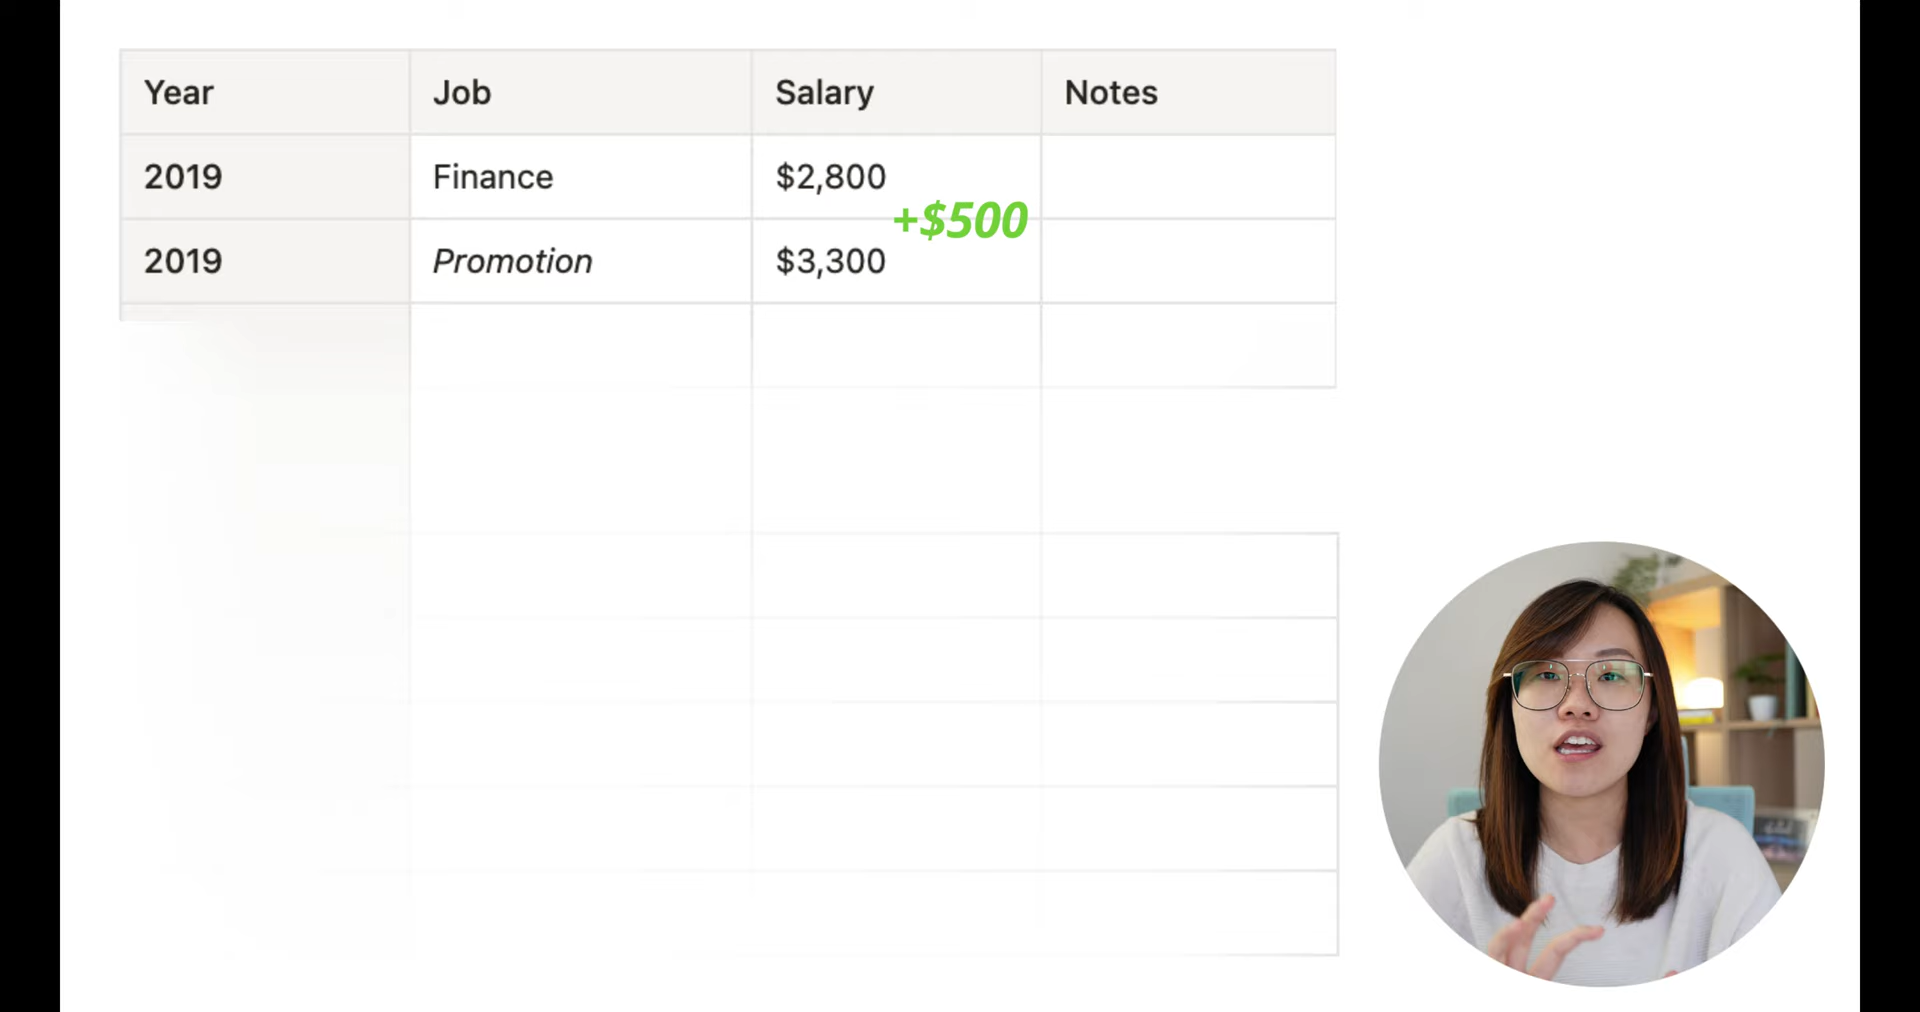 Year Job Salary Notes
2019 Finance $2,800
+$500
2019 Promotion $3,300